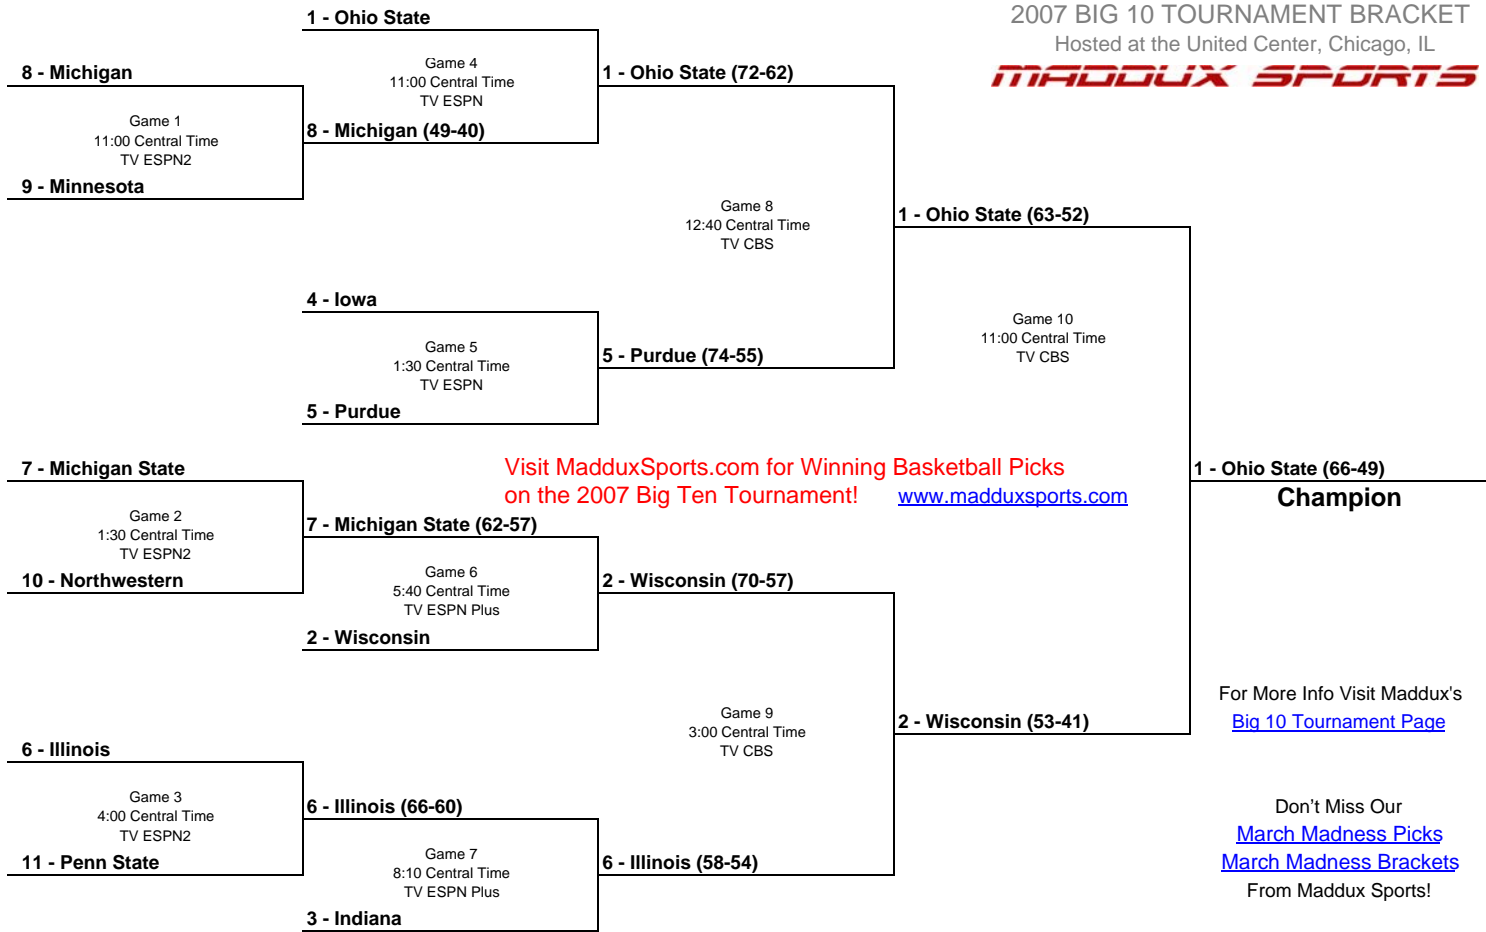 2007 BIG 10 TOURNAMENT BRACKET
Hosted at the United Center, Chicago, IL
MADDUX SPORTS
1 - Ohio State
8 - Michigan
Game 4
11:00 Central Time
TV ESPN
1 - Ohio State (72-62)
Game 1
11:00 Central Time
TV ESPN2
8 - Michigan (49-40)
9 - Minnesota
Game 8
12:40 Central Time
TV CBS
1 - Ohio State (63-52)
4 - Iowa
Game 10
11:00 Central Time
TV CBS
Game 5
1:30 Central Time
TV ESPN
5 - Purdue (74-55)
5 - Purdue
7 - Michigan State
Visit MadduxSports.com for Winning Basketball Picks
on the 2007 Big Ten Tournament! www.madduxsports.com
1 - Ohio State (66-49)
Champion
Game 2
1:30 Central Time
TV ESPN2
7 - Michigan State (62-57)
10 - Northwestern
Game 6
5:40 Central Time
TV ESPN Plus
2 - Wisconsin (70-57)
2 - Wisconsin
Game 9
3:00 Central Time
TV CBS
2 - Wisconsin (53-41)
For More Info Visit Maddux's
Big 10 Tournament Page
6 - Illinois
Game 3
4:00 Central Time
TV ESPN2
6 - Illinois (66-60)
11 - Penn State
Game 7
8:10 Central Time
TV ESPN Plus
6 - Illinois (58-54)
3 - Indiana
Don’t Miss Our
March Madness Picks
March Madness Brackets
From Maddux Sports!